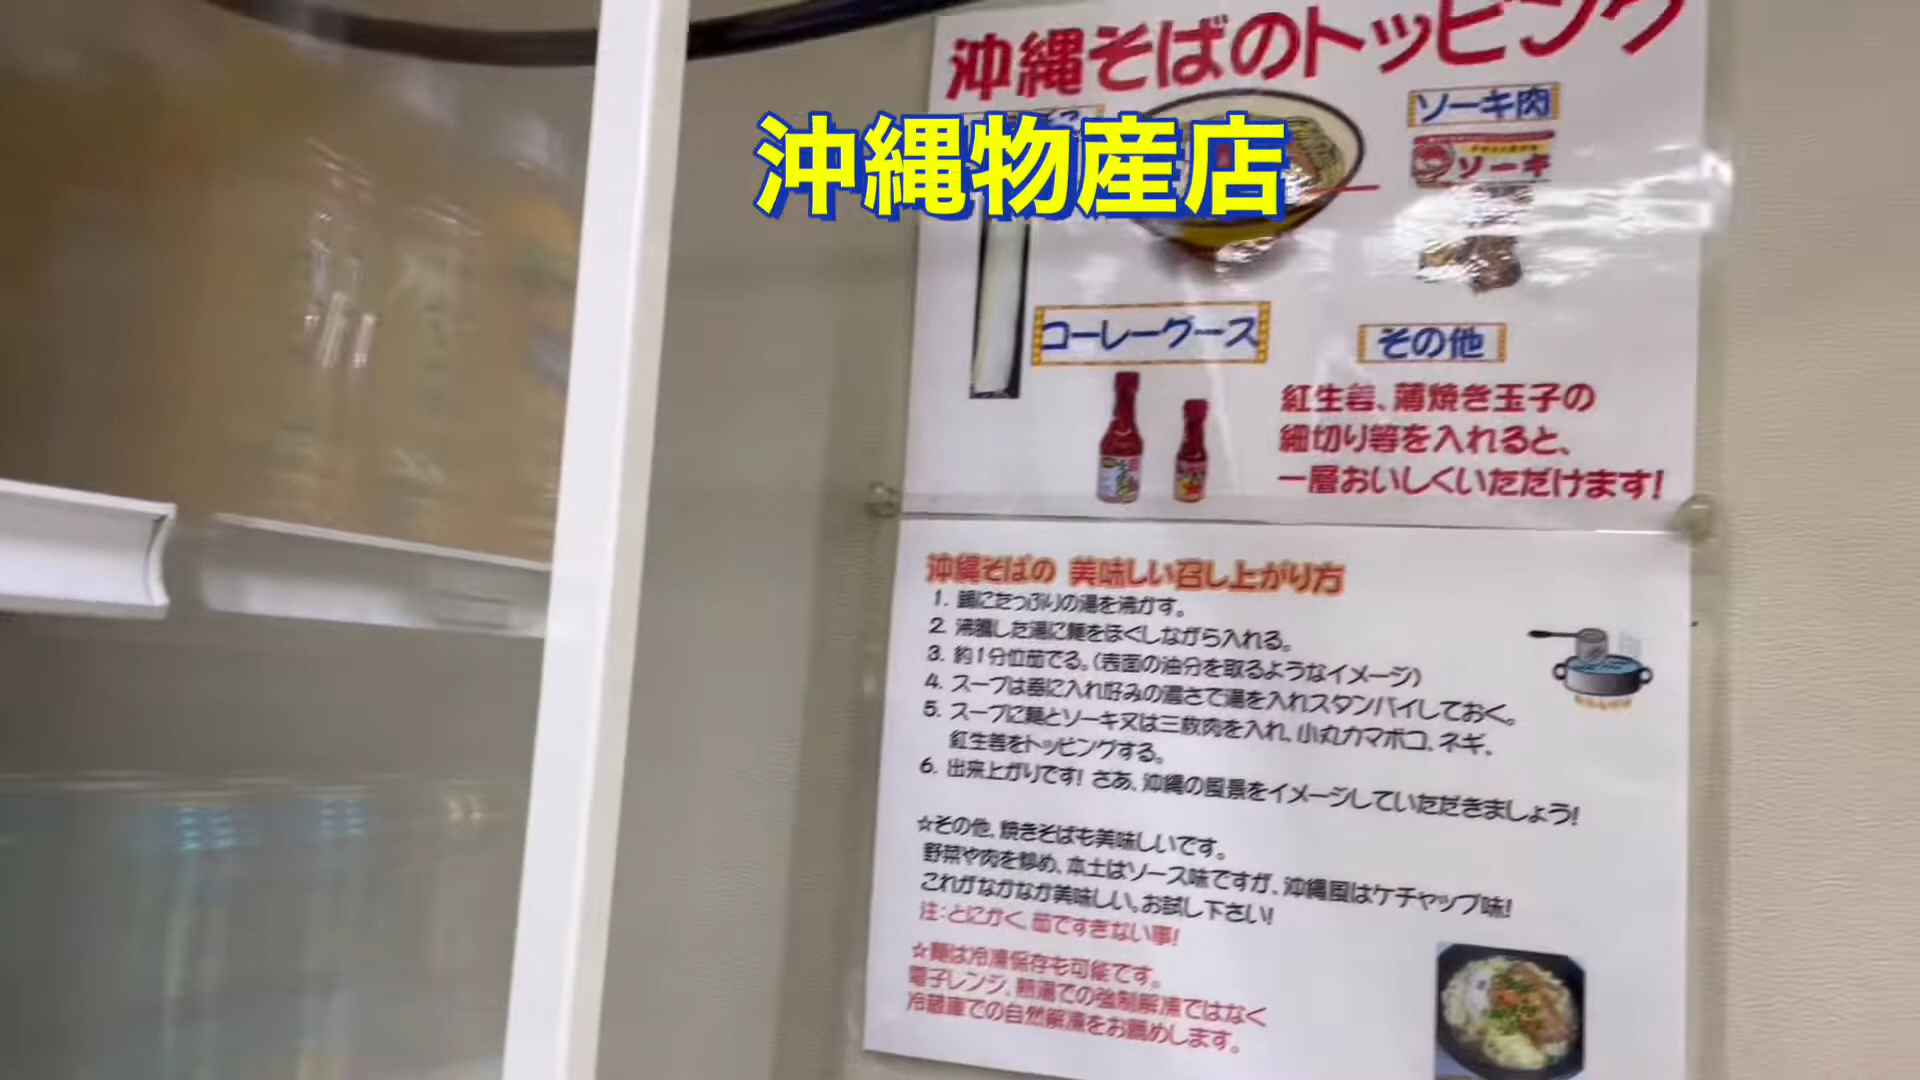 沖縄そばのトッピング
沖縄物産店
ソーキ肉
ソーキ
コーレーグース
その他
紅生姜、薄焼き玉子の
細切り等を入れると、
一層おいしくいただけます!
沖縄そばの 美味しい召し上がり方
1. 鍋にたっぷりの湯を沸かす。
2. 沸騰した湯に麺をほぐしながら入れる。
3. 約1分位茹でる。(表面の油分を取るようなイメージ)
4. スープは器に入れ好みの濃さで湯を入れスタンバイしておく。
5. スープに麺とソーキ又は三枚肉を入れ、小丸カマボコ、ネギ、
紅生姜をトッピングする。
6. 出来上がりです! さあ、沖縄の風景をイメージしていただきましょう!
☆その他、焼きそばも美味しいです。
野菜や肉を炒め、本土はソース味ですが、沖縄風はケチャップ味!
これがなかなか美味しい。お試し下さい!
注:とにかく、茹ですぎない事!
☆麺は冷凍保存も可能です。
電子レンジ、熱湯での強制解凍ではなく
冷蔵庫での自然解凍をお薦めします。